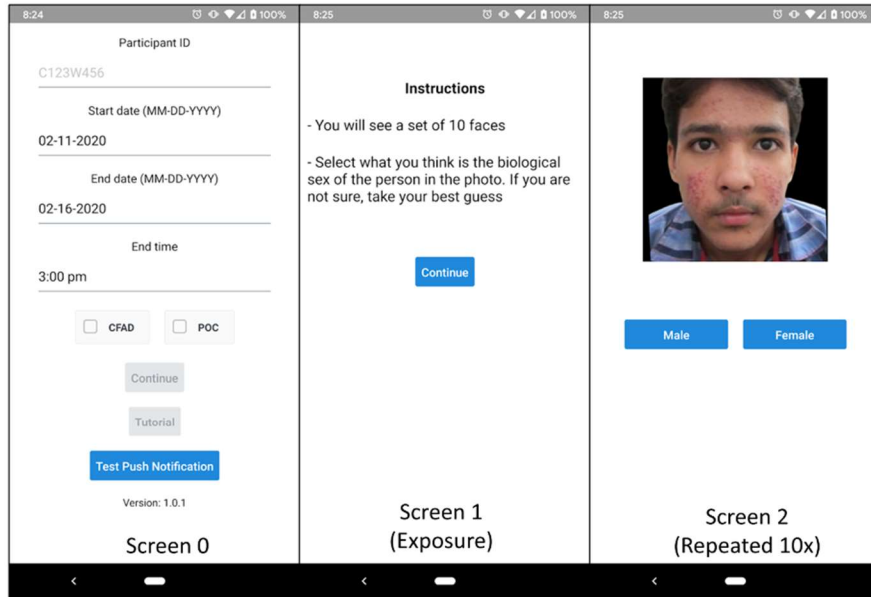 8:24
100%
Participant ID
C123W456
Start date (MM-DD-YYYY)
02-11-2020
End date (MM-DD-YYYY)
02-16-2020
End time
3:00 pm
CFAD
POC
Continue
Tutorial
Test Push Notification
Version: 1.0.1
Screen 0
8:25
100%
Instructions
- You will see a set of 10 faces
- Select what you think is the biological
sex of the person in the photo. If you are
not sure, take your best guess
Continue
Screen 1
(Exposure)
8:25
100%
Male
Female
Screen 2
(Repeated 10x)